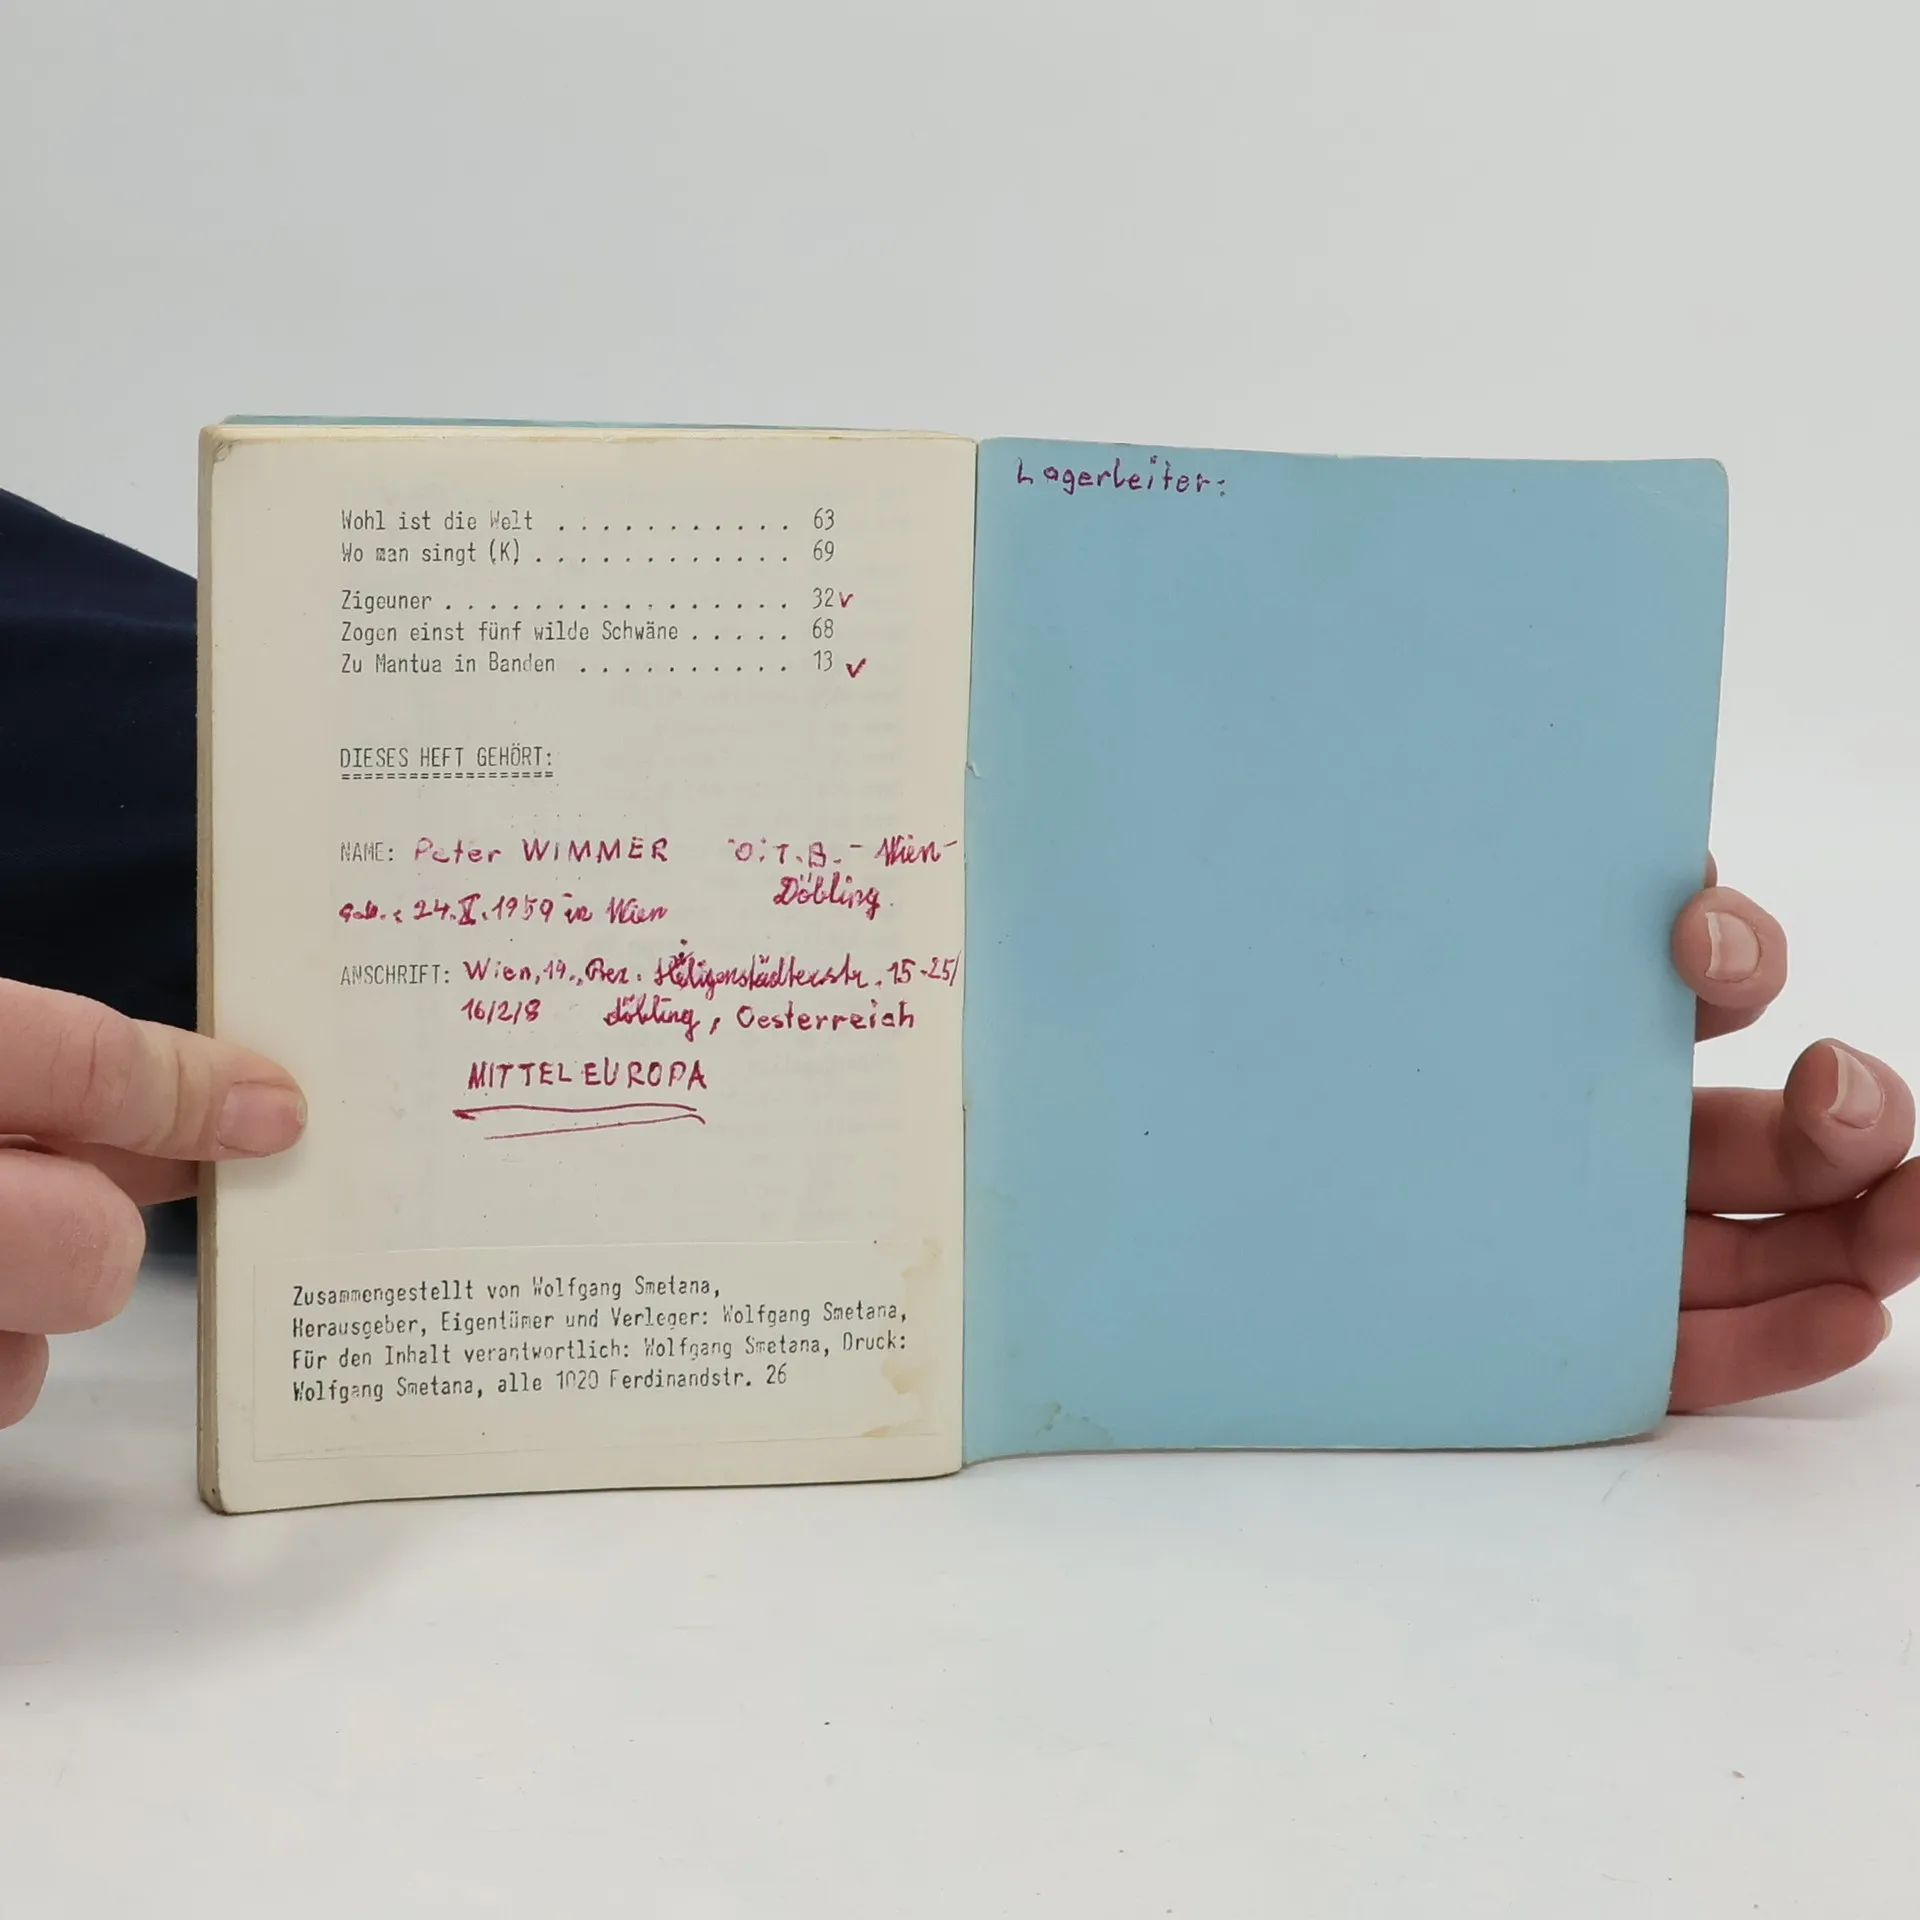 Wohl ist die Welt . . . . . . . . . . . 63
Wo man singt (K) . . . . . . . . . . . . 69
Zigeuner . . . . . . . . . . . . . . . . 32 ✓
Zogen einst fünf wilde Schwäne . . . . . 68
Zu Mantua in Banden . . . . . . . . . . 13 ✓
DIESES HEFT GEHÖRT:
==================
NAME: Peter WIMMER Ö.T.B.-Wien-
Döbling.
geb.: 24.X.1959 in Wien
ANSCHRIFT: Wien, 19., Bez. Heiligenstädterstr. 15-25/
16/2/8 Döbling, Oesterreich
MITTELEUROPA
Zusammengestellt von Wolfgang Smetana,
Herausgeber, Eigentümer und Verleger: Wolfgang Smetana,
Für den Inhalt verantwortlich: Wolfgang Smetana, Druck:
Wolfgang Smetana, alle 1020 Ferdinandstr. 26
Lagerleiter: